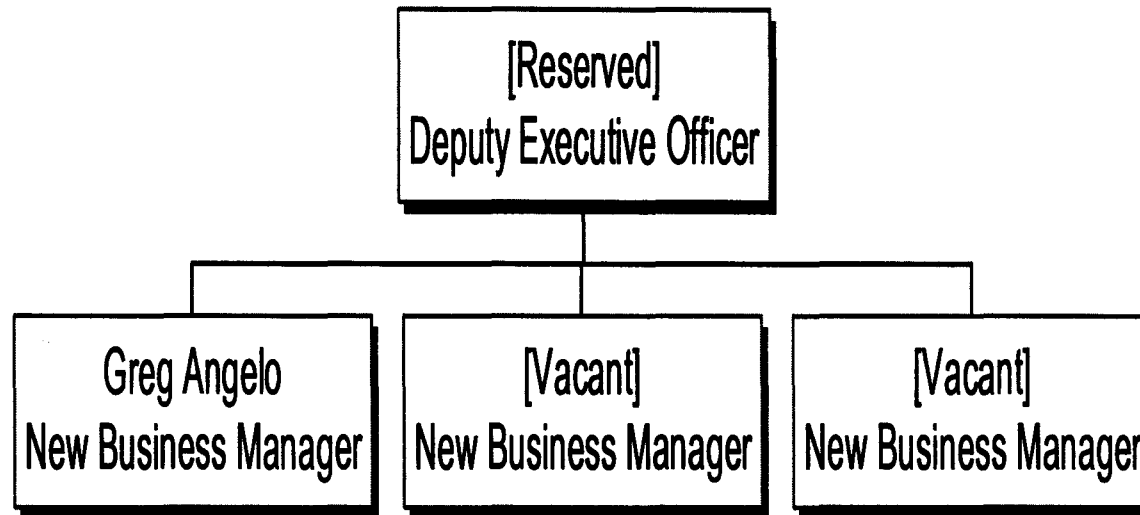 [Reserved]
Deputy Executive Officer
Greg Angelo
New Business Manager
[Vacant]
New Business Manager
[Vacant]
New Business Manager